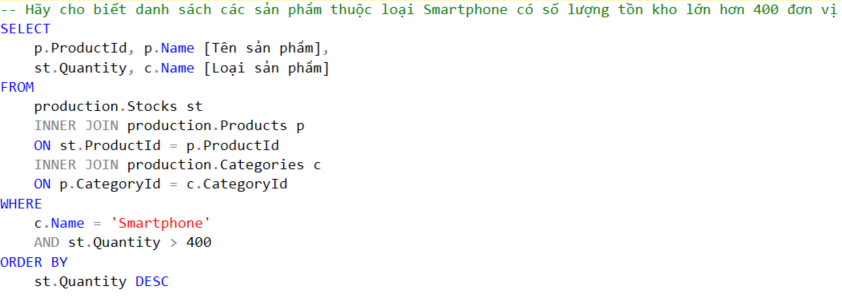 -- Hãy cho biết danh sách các sản phẩm thuộc loại Smartphone có số lượng tồn kho lớn hơn 400 đơn vị
SELECT
    p.ProductId, p.Name [Tên sản phẩm],
    st.Quantity, c.Name [Loại sản phẩm]
FROM
    production.Stocks st
    INNER JOIN production.Products p
    ON st.ProductId = p.ProductId
    INNER JOIN production.Categories c
    ON p.CategoryId = c.CategoryId
WHERE
    c.Name = 'Smartphone'
    AND st.Quantity > 400
ORDER BY
    st.Quantity DESC